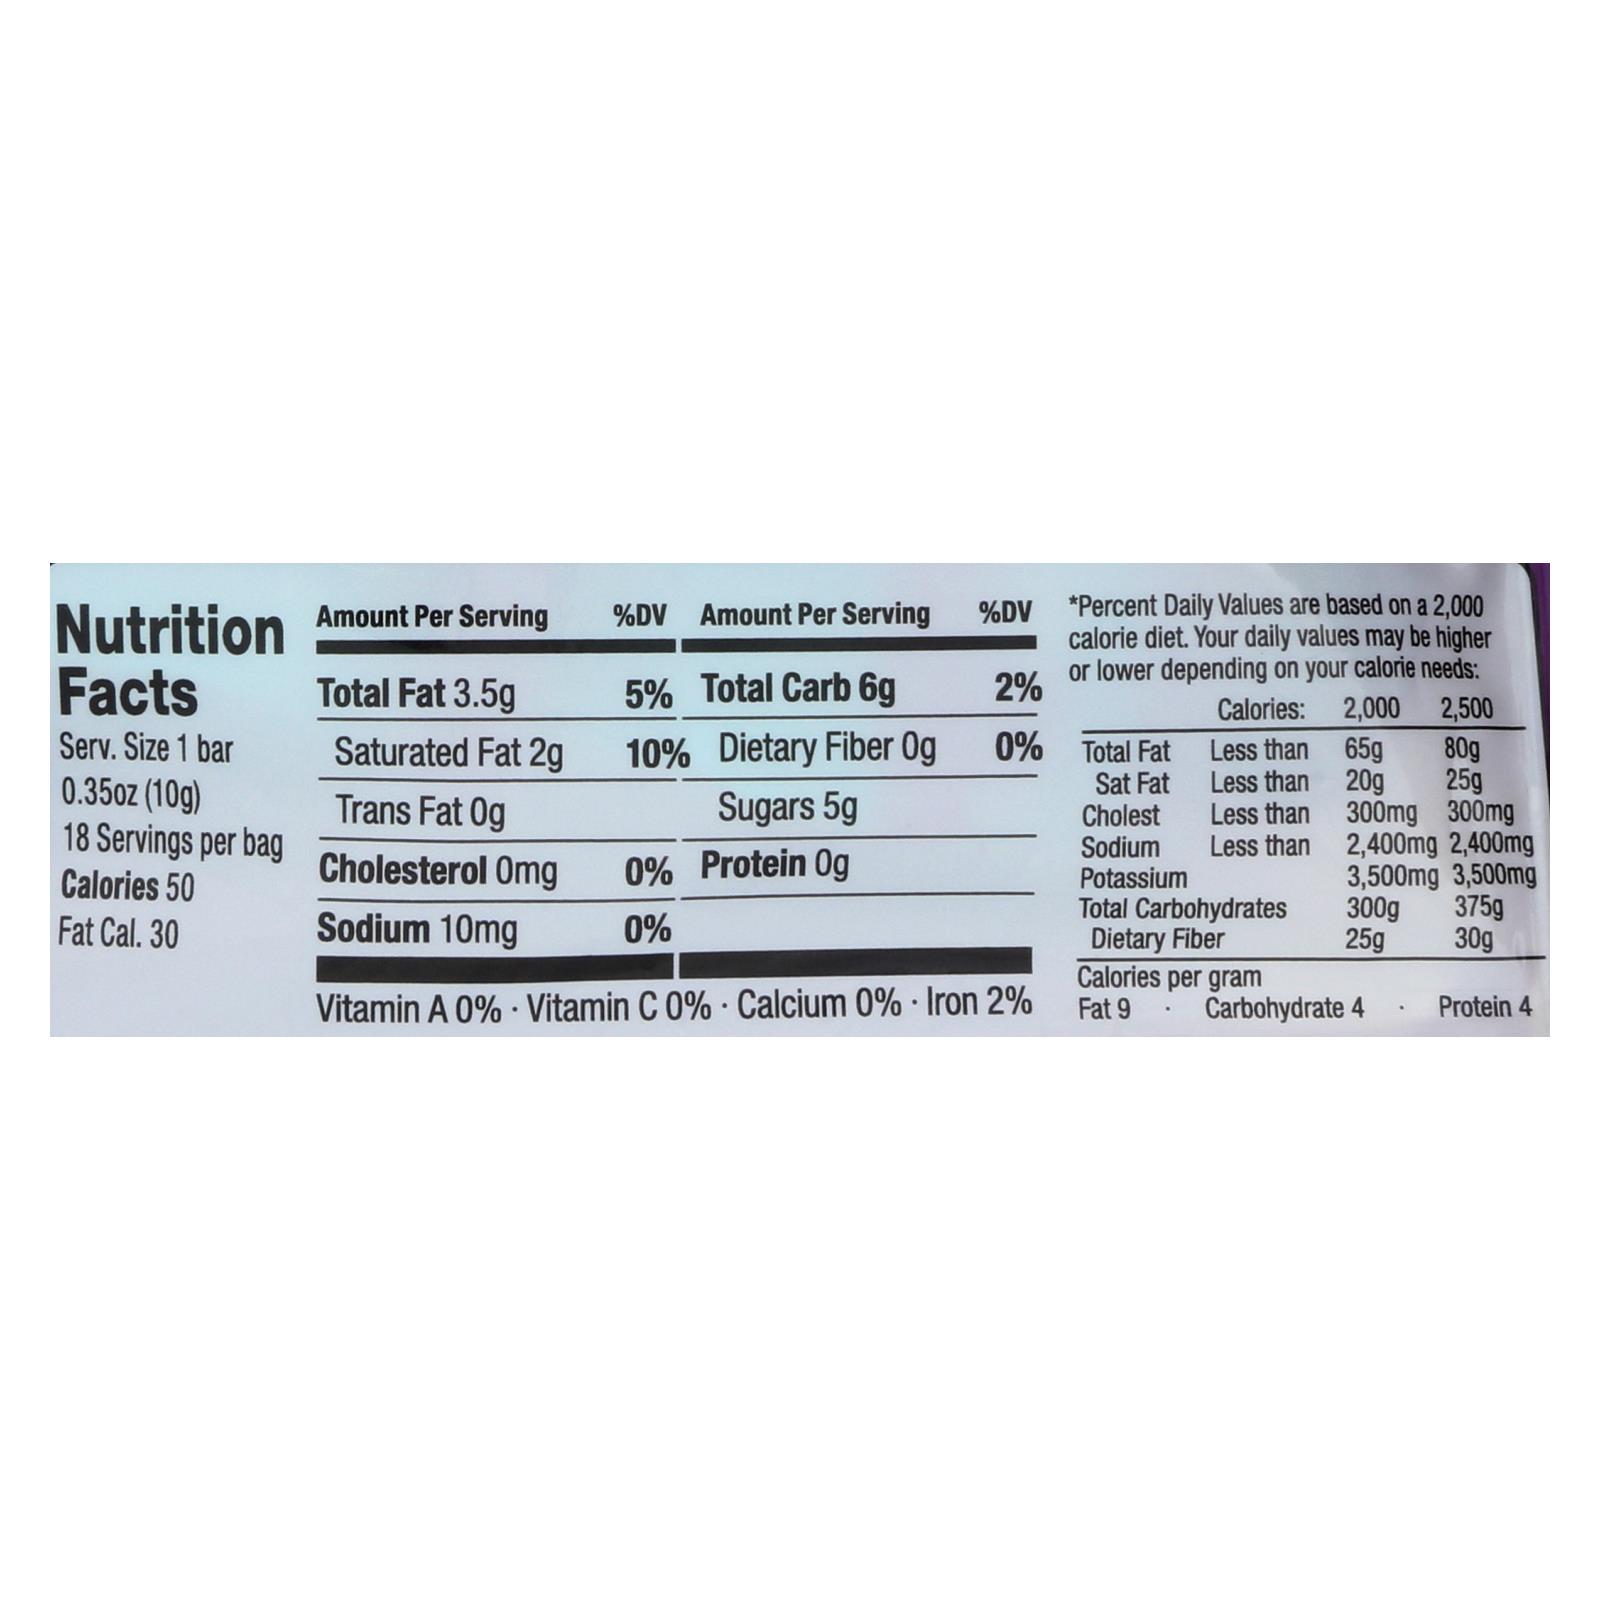 Nutrition
Facts
Serv. Size 1 bar
0.35oz (10g)
18 Servings per bag
Calories 50
Fat Cal. 30
Amount Per Serving %DV
Total Fat 3.5g 5%
Saturated Fat 2g 10%
Trans Fat 0g
Cholesterol 0mg 0%
Sodium 10mg 0%
Amount Per Serving %DV
Total Carb 6g 2%
Dietary Fiber 0g 0%
Sugars 5g
Protein 0g
Vitamin A 0% · Vitamin C 0% · Calcium 0% · Iron 2%
*Percent Daily Values are based on a 2,000
calorie diet. Your daily values may be higher
or lower depending on your calorie needs:
Calories: 2,000 2,500
Total Fat Less than 65g 80g
Sat Fat Less than 20g 25g
Cholest Less than 300mg 300mg
Sodium Less than 2,400mg 2,400mg
Potassium 3,500mg 3,500mg
Total Carbohydrates 300g 375g
Dietary Fiber 25g 30g
Calories per gram
Fat 9 · Carbohydrate 4 · Protein 4